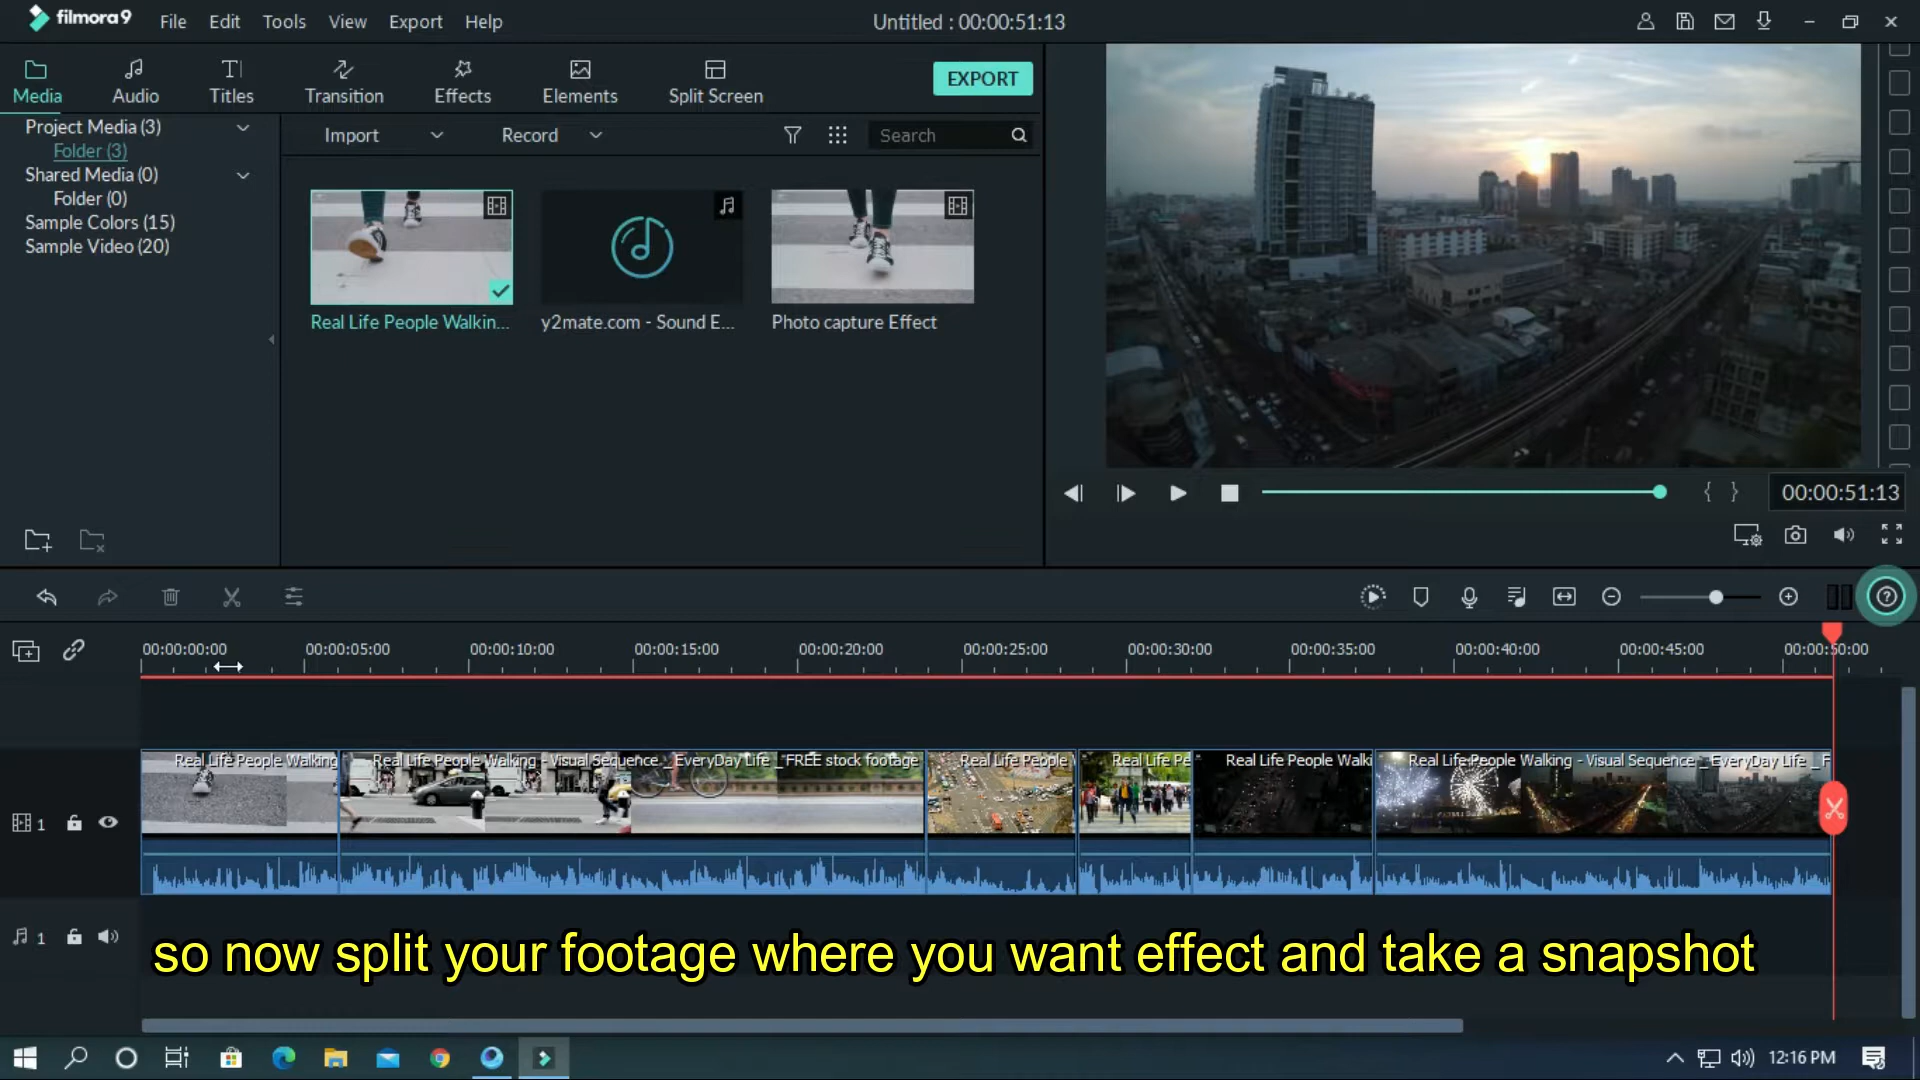 filmora9 File Edit Tools View Export Help Untitled : 00:00:51:13
Media Audio Titles Transition Effects Elements Split Screen EXPORT
Project Media (3)
Folder (3)
Shared Media (0)
Folder (0)
Sample Colors (15)
Sample Video (20)
Import Record Search
Real Life People Walkin... y2mate.com - Sound E... Photo capture Effect
00:00:51:13
00:00:00:00 00:00:05:00 00:00:10:00 00:00:15:00 00:00:20:00 00:00:25:00 00:00:30:00 00:00:35:00 00:00:40:00 00:00:45:00 00:00:50:00
Real Life People Walking Real Life People Walking - Visual Sequence _ EveryDay Life _ FREE stock footage Real Life People Real Life Pe Real Life People Walki Real Life People Walking - Visual Sequence _ EveryDay Life _ F
1
1
so now split your footage where you want effect and take a snapshot
12:16 PM